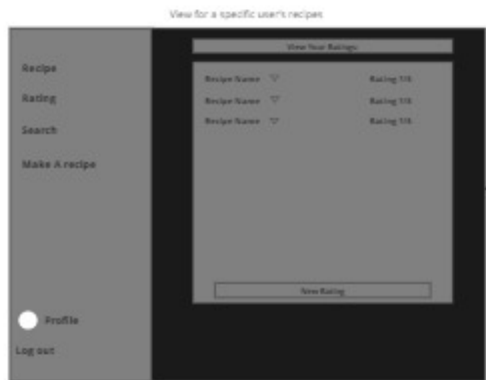 View for a specific user's recipes
Recipe
Rating
Search
Make A recipe
Profile
Log out
View Your Ratings
Recipe Name Rating 1/5
Recipe Name Rating 1/5
Recipe Name Rating 1/5
New Rating